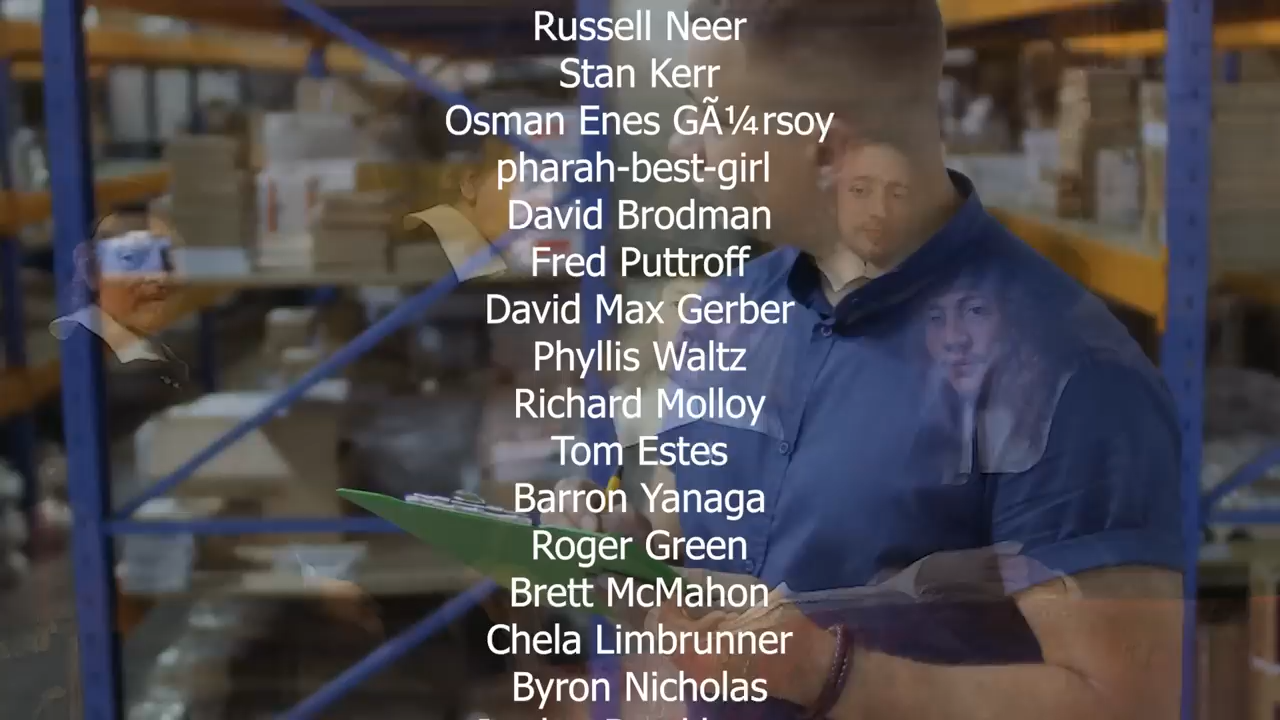 Russell Neer
Stan Kerr
Osman Enes GÃ¼rsoy
pharah-best-girl
David Brodman
Fred Puttroff
David Max Gerber
Phyllis Waltz
Richard Molloy
Tom Estes
Barron Yanaga
Roger Green
Brett McMahon
Chela Limbrunner
Byron Nicholas